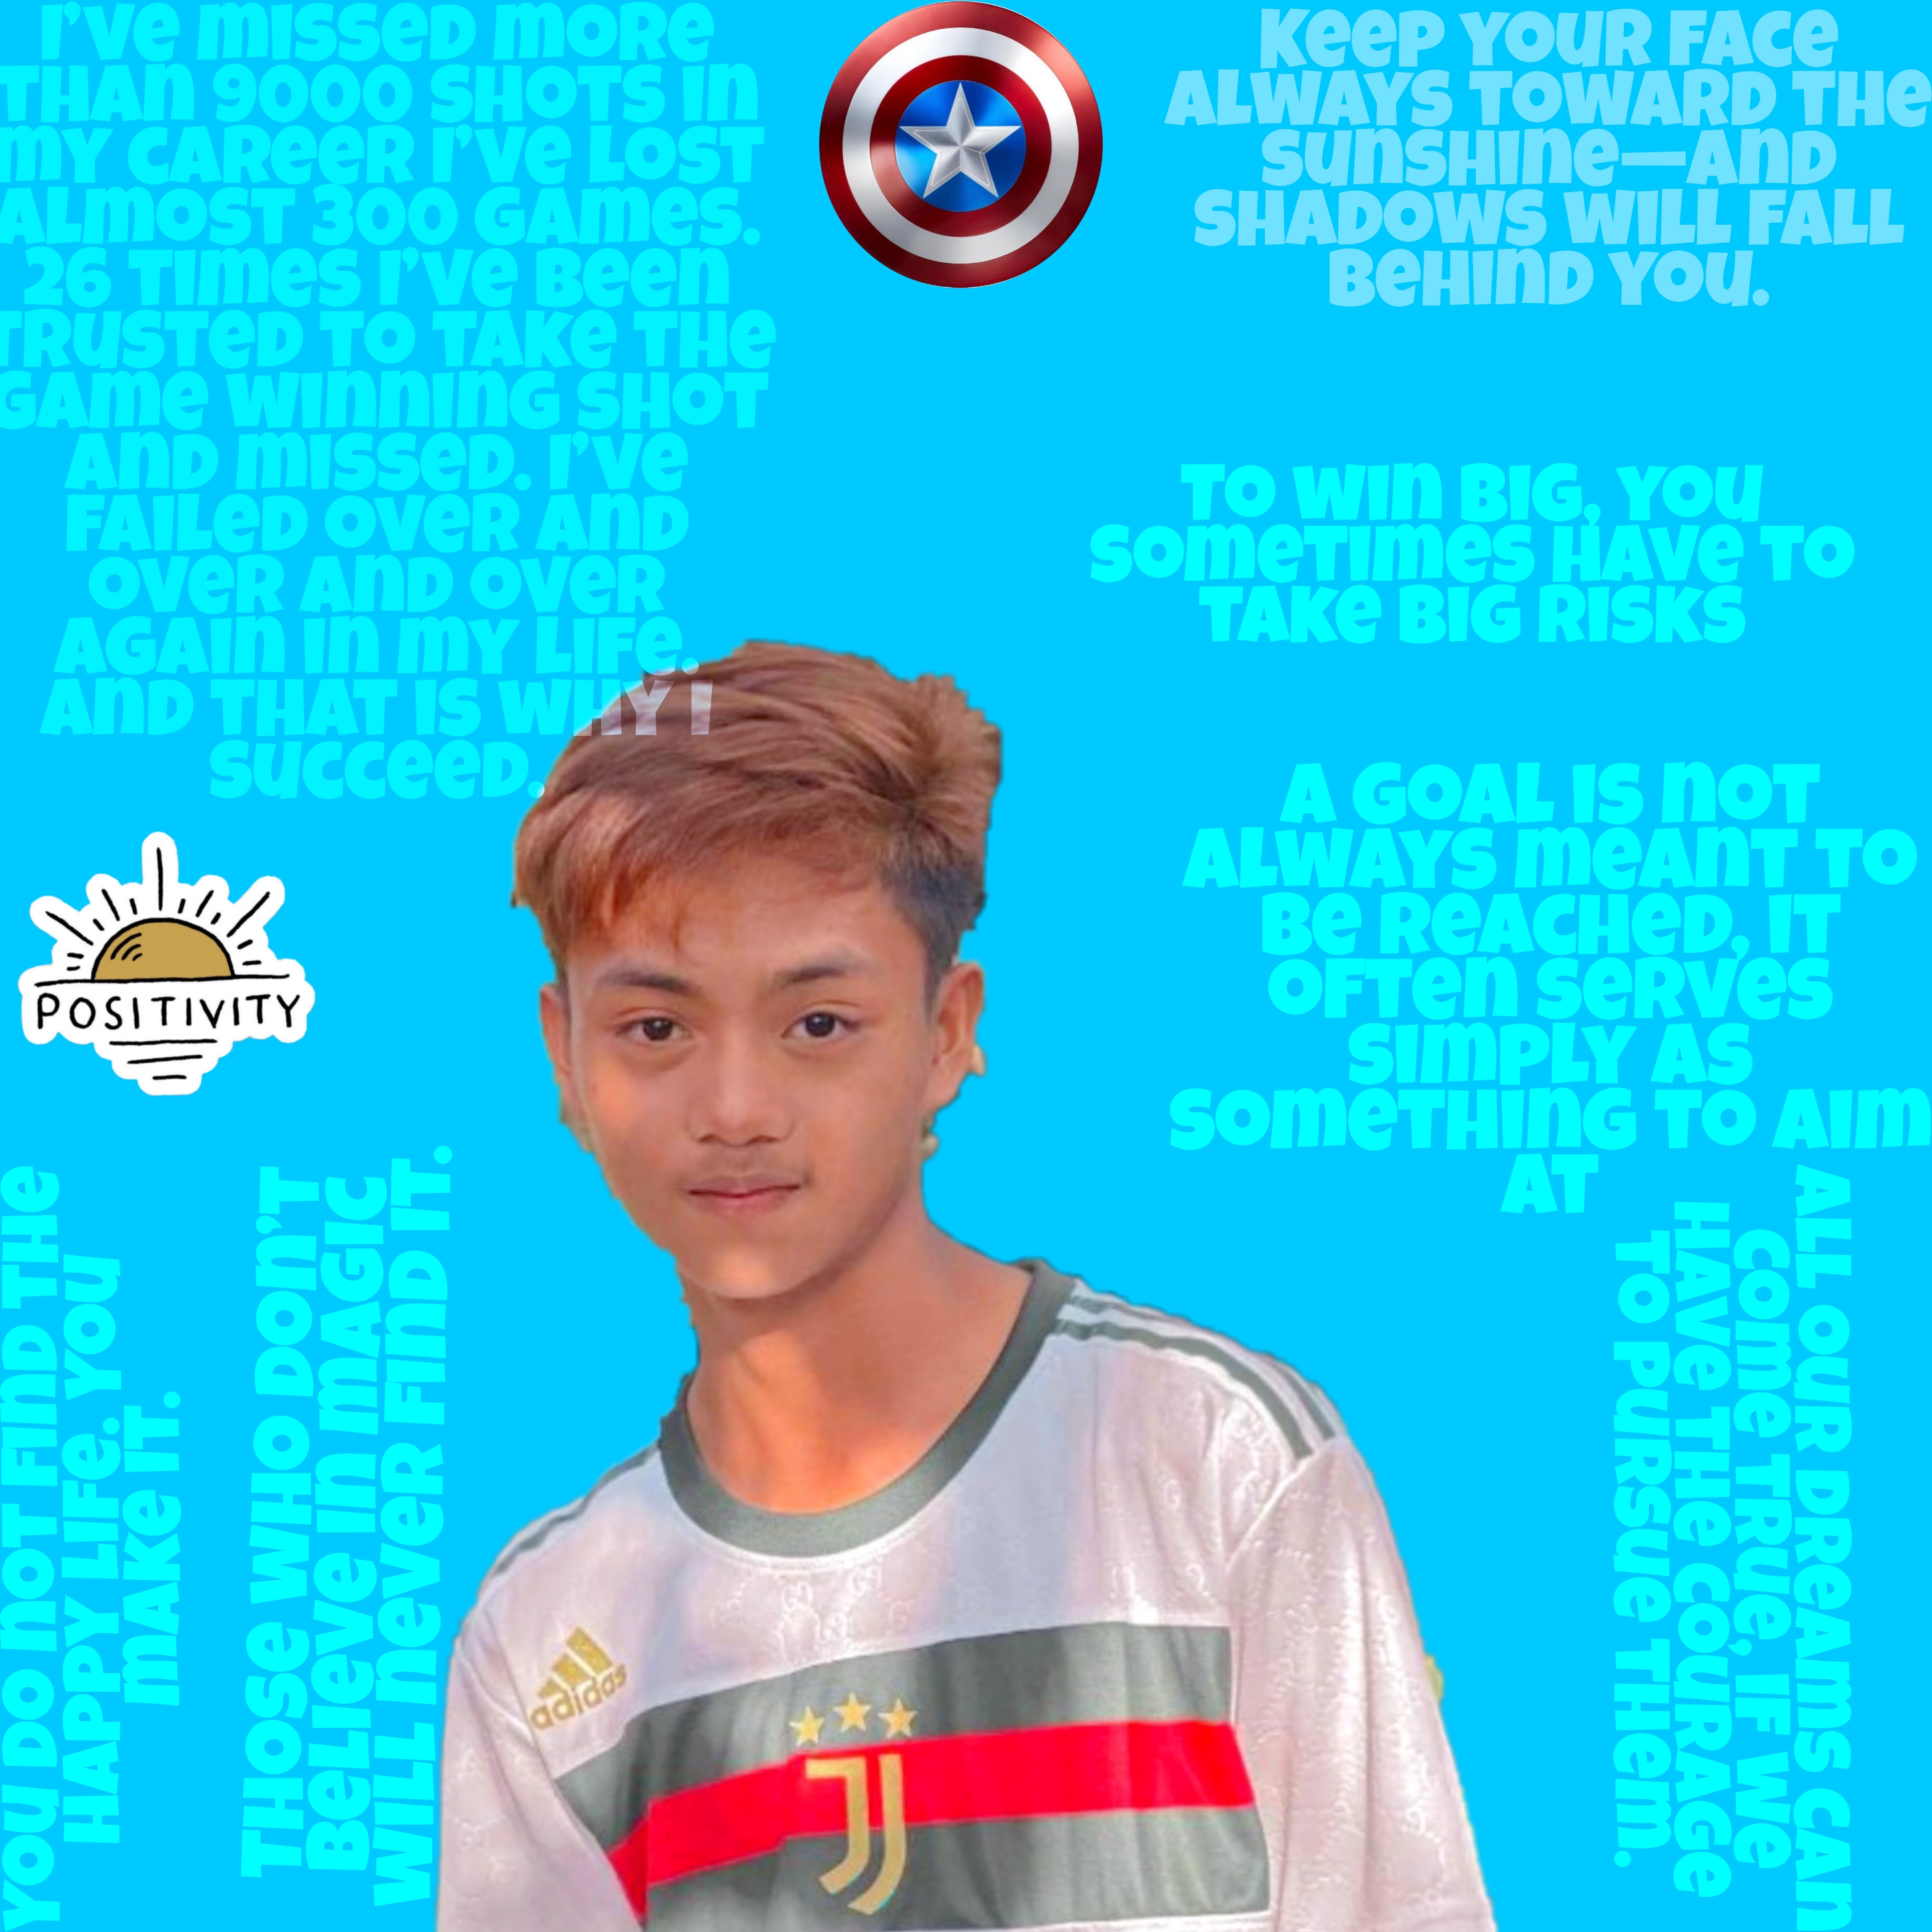 I've missed more
than 9000 shots in
my career I've lost
almost 300 games.
26 times I've been
trusted to take the
game winning shot
and missed. I've
failed over and
over and over
again in my life.
And that is why I
succeed.
Keep your face
always toward the
sunshine—and
shadows will fall
behind you.
To win big, you
sometimes have to
take big risks
A goal is not
always meant to
be reached, it
often serves
simply as
something to aim
at
POSITIVITY
You do not find the
happy life. You
make it.
Those who don't
believe in magic
will never find it.
All our dreams can
come true, if we
have the courage
to pursue them.
adidas